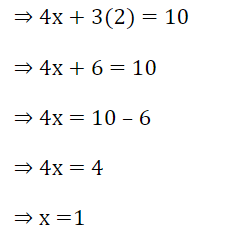 ⇒ 4x + 3(2) = 10
⇒ 4x + 6 = 10
⇒ 4x = 10 – 6
⇒ 4x = 4
⇒ x =1